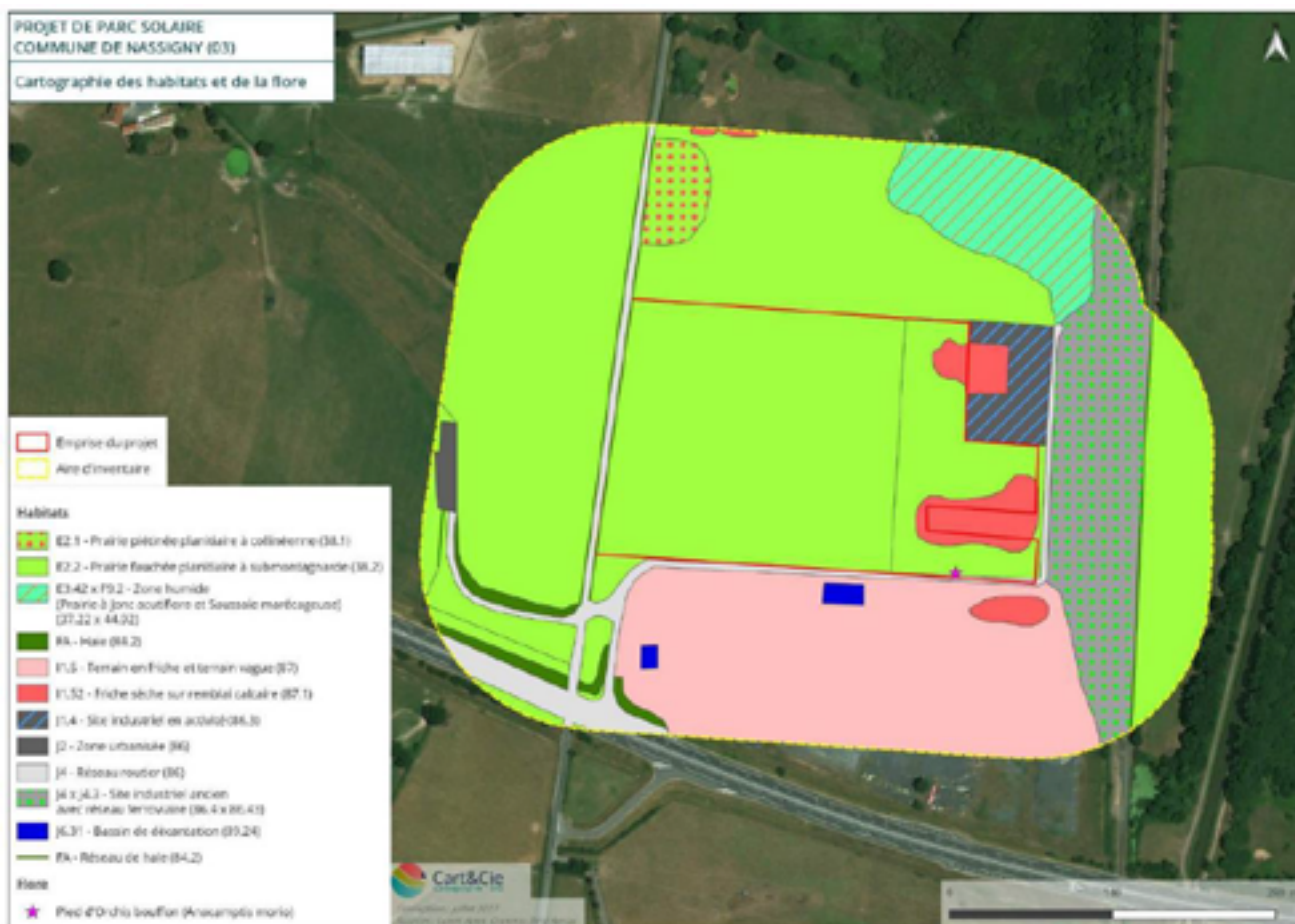 PROJET DE PARC SOLAIRE
COMMUNE DE NASSIGNY (03)
Cartographie des habitats et de la flore
Emprise du projet
Aire d'inventaire
Habitats
E2.1 - Prairie piétinée planitiaire à collinéenne (38.1)
E2.2 - Prairie fauchée planitiaire à submontagnarde (38.2)
E3.42 x F9.2 - Zone humide
(Prairie à Jonc acutiflore et Saussaie marécageuse)
(37.22 x 44.92)
FA - Haie (84.2)
I1.5 - Terrain en friche et terrain vague (87)
I1.52 - Friche sèche sur remblai calcaire (87.1)
J1.4 - Site industriel en activité (86.3)
J2 - Zone urbanisée (86)
J4 - Réseau routier (86)
J4 x J4.3 - Site industriel ancien
avec réseau ferroviaire (86.4 x 86.43)
J6.31 - Bassin de décantation (89.24)
FA - Réseau de haie (84.2)
Flore
Pied d'Orchis bouffon (Anacamptis morio)
Cart&Cie
0